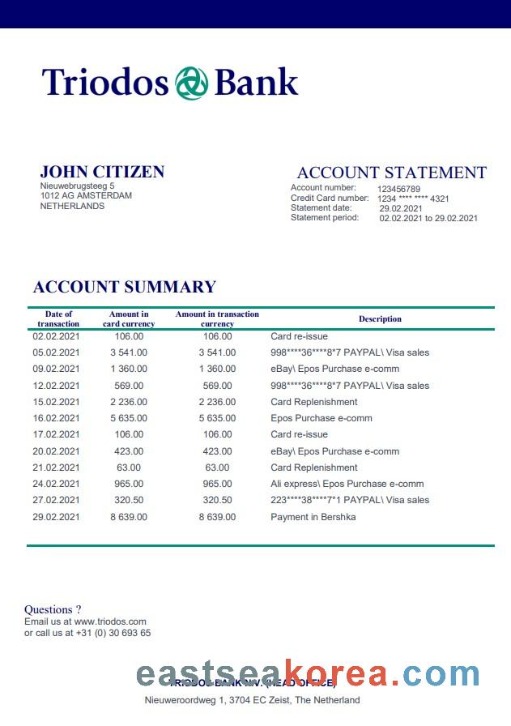 Triodos Bank
JOHN CITIZEN
Nieuwebrugsteeg 5
1012 AG AMSTERDAM
NETHERLANDS
ACCOUNT STATEMENT
Account number: 123456789
Credit Card number: 1234 **** **** 4321
Statement date: 29.02.2021
Statement period: 02.02.2021 to 29.02.2021
ACCOUNT SUMMARY
Date of transaction Amount in card currency Amount in transaction currency Description
02.02.2021 106.00 106.00 Card re-issue
05.02.2021 3 541.00 3 541.00 998****36****8*7 PAYPAL\ Visa sales
09.02.2021 1 360.00 1 360.00 eBay\ Epos Purchase e-comm
12.02.2021 569.00 569.00 998****36****8*7 PAYPAL\ Visa sales
15.02.2021 2 236.00 2 236.00 Card Replenishment
16.02.2021 5 635.00 5 635.00 Epos Purchase e-comm
17.02.2021 106.00 106.00 Card re-issue
20.02.2021 423.00 423.00 eBay\ Epos Purchase e-comm
21.02.2021 63.00 63.00 Card Replenishment
24.02.2021 965.00 965.00 Ali express\ Epos Purchase e-comm
27.02.2021 320.50 320.50 223****38****7*1 PAYPAL\ Visa sales
29.02.2021 8 639.00 8 639.00 Payment in Bershka
Questions ?
Email us at www.triodos.com
or call us at +31 (0) 30 693 65
eastseakorea.com
TRIODOS BANK N.V. (HEAD OFFICE)
Nieuweroordweg 1, 3704 EC Zeist, The Netherland